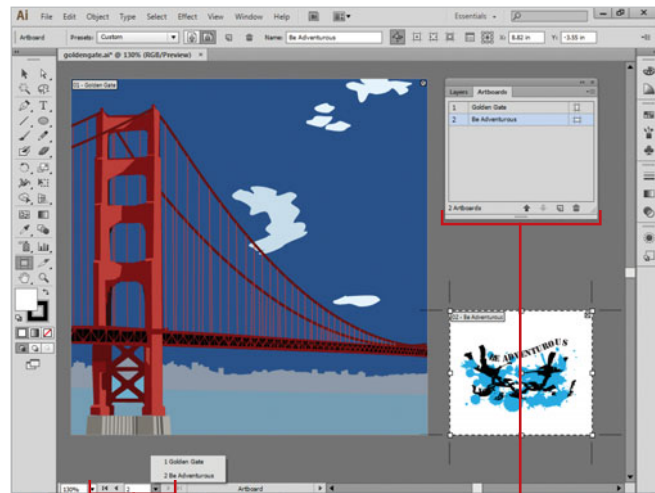 Ai File Edit Object Type Select Effect View Window Help Br Essentials
Artboard Presets: Custom Name: Be Adventurous X: 8.82 in Y: -3.55 in
goldengate.ai* @ 130% (RGB/Preview) ×
01 - Golden Gate
Layers Artboards
1 Golden Gate
2 Be Adventurous
2 Artboards
02 - Be Adventurous
BE ADVENTUROUS
1 Golden Gate
2 Be Adventurous
130% 2 Artboard